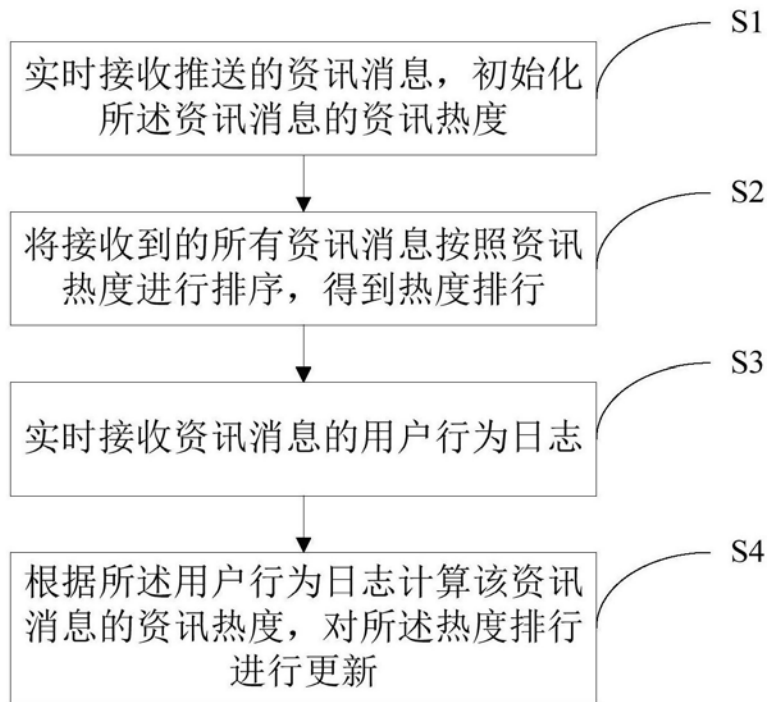 S1
实时接收推送的资讯消息，初始化
所述资讯消息的资讯热度
S2
将接收到的所有资讯消息按照资讯
热度进行排序，得到热度排行
S3
实时接收资讯消息的用户行为日志
S4
根据所述用户行为日志计算该资讯
消息的资讯热度，对所述热度排行
进行更新